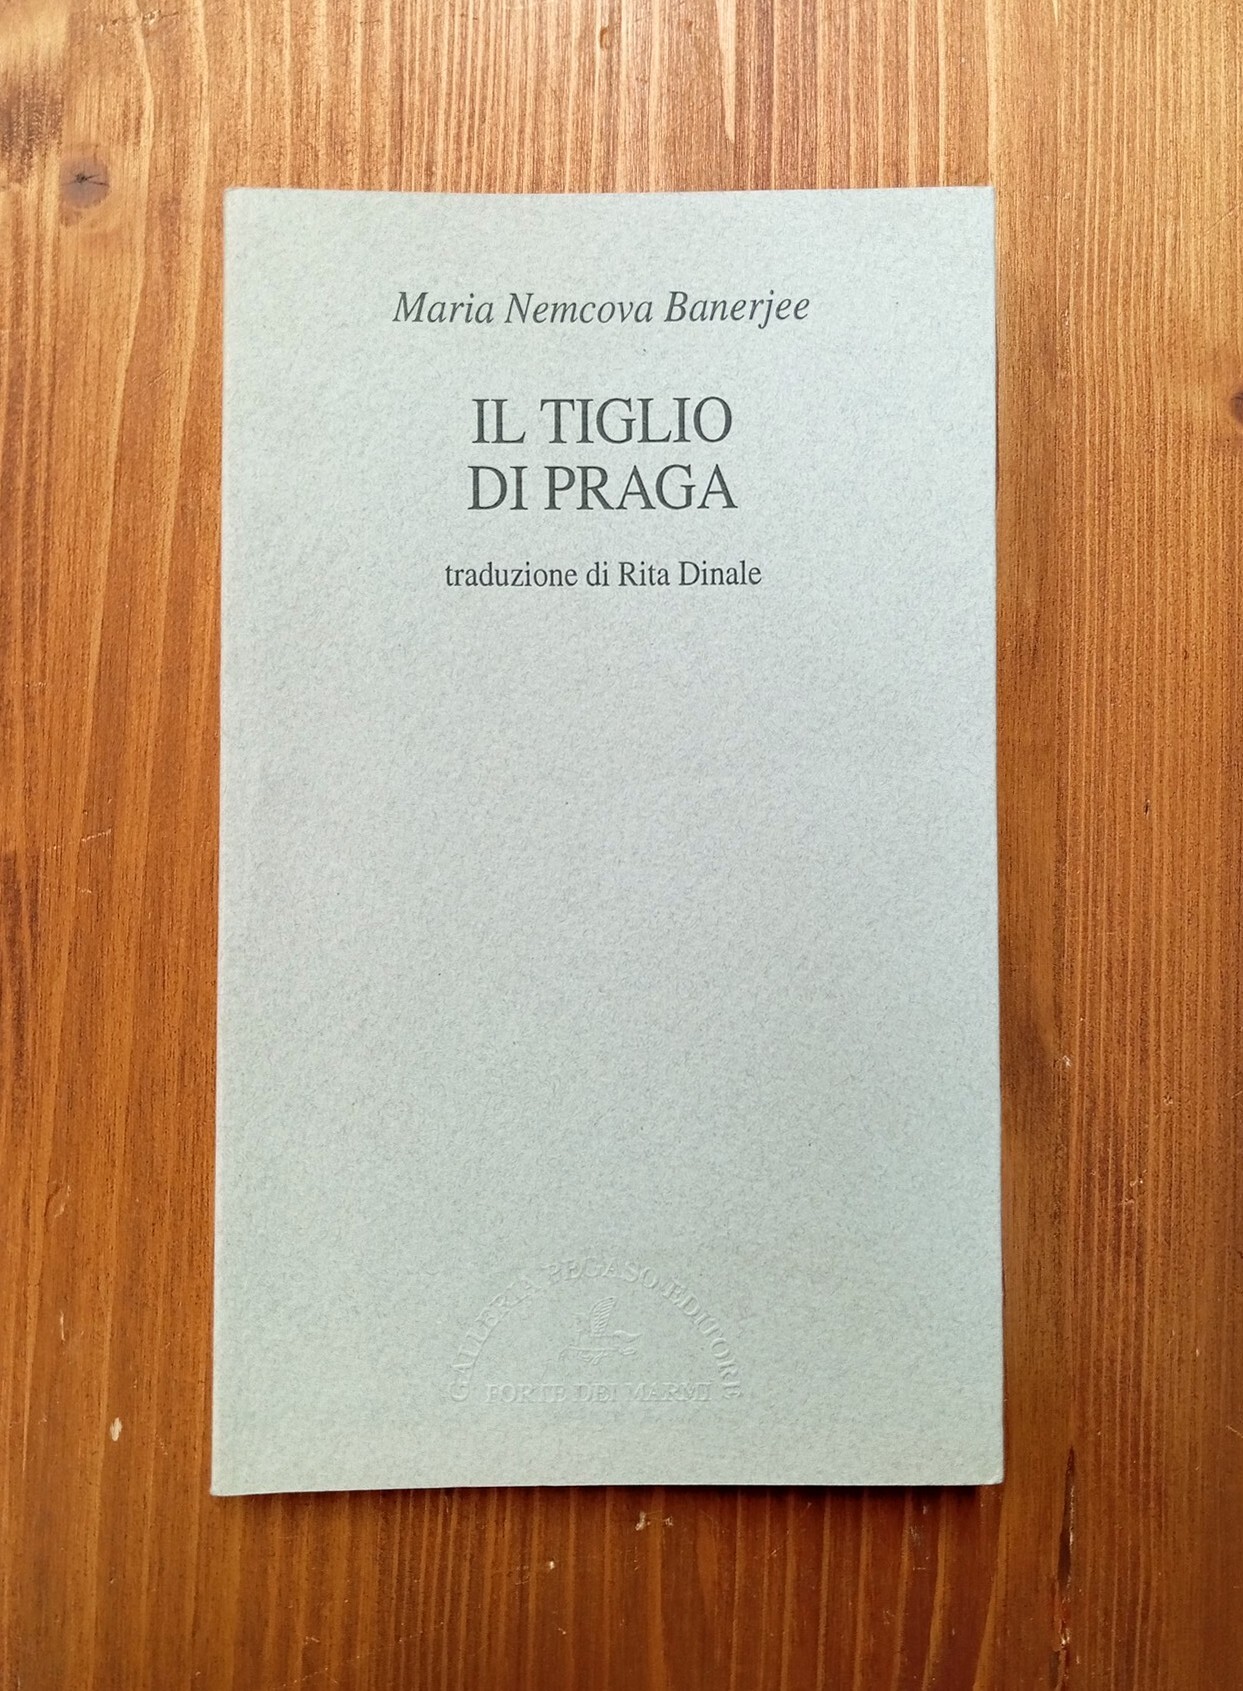 Maria Nemcova Banerjee
IL TIGLIO
DI PRAGA
traduzione di Rita Dinale
GALLERIA PEGASO EDITORE
FORTE DEI MARMI